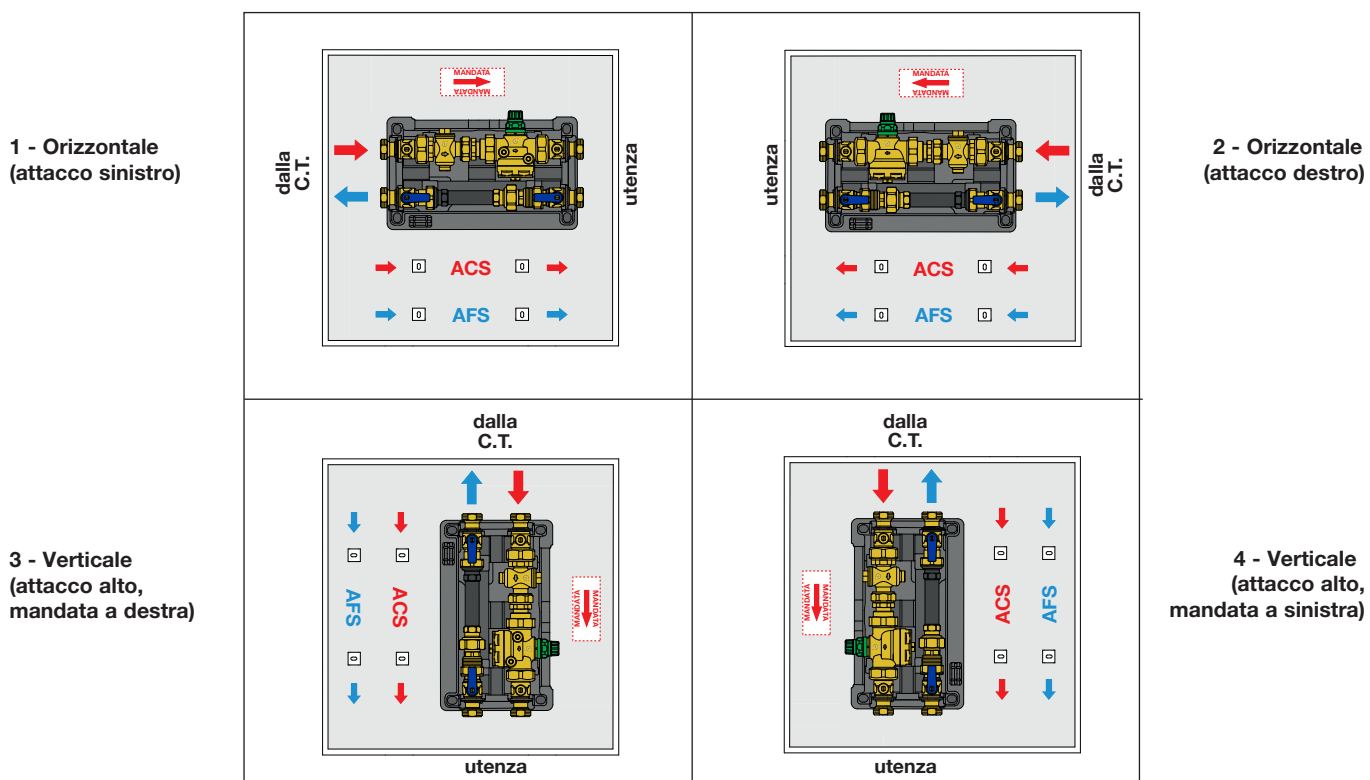 1 - Orizzontale
(attacco sinistro)
MANDATA
MANDATA
dalla
C.T.
utenza
ACS
AFS
2 - Orizzontale
(attacco destro)
MANDATA
MANDATA
utenza
dalla
C.T.
ACS
AFS
3 - Verticale
(attacco alto,
mandata a destra)
dalla
C.T.
AFS
ACS
MANDATA
MANDATA
utenza
4 - Verticale
(attacco alto,
mandata a sinistra)
dalla
C.T.
MANDATA
MANDATA
ACS
AFS
utenza